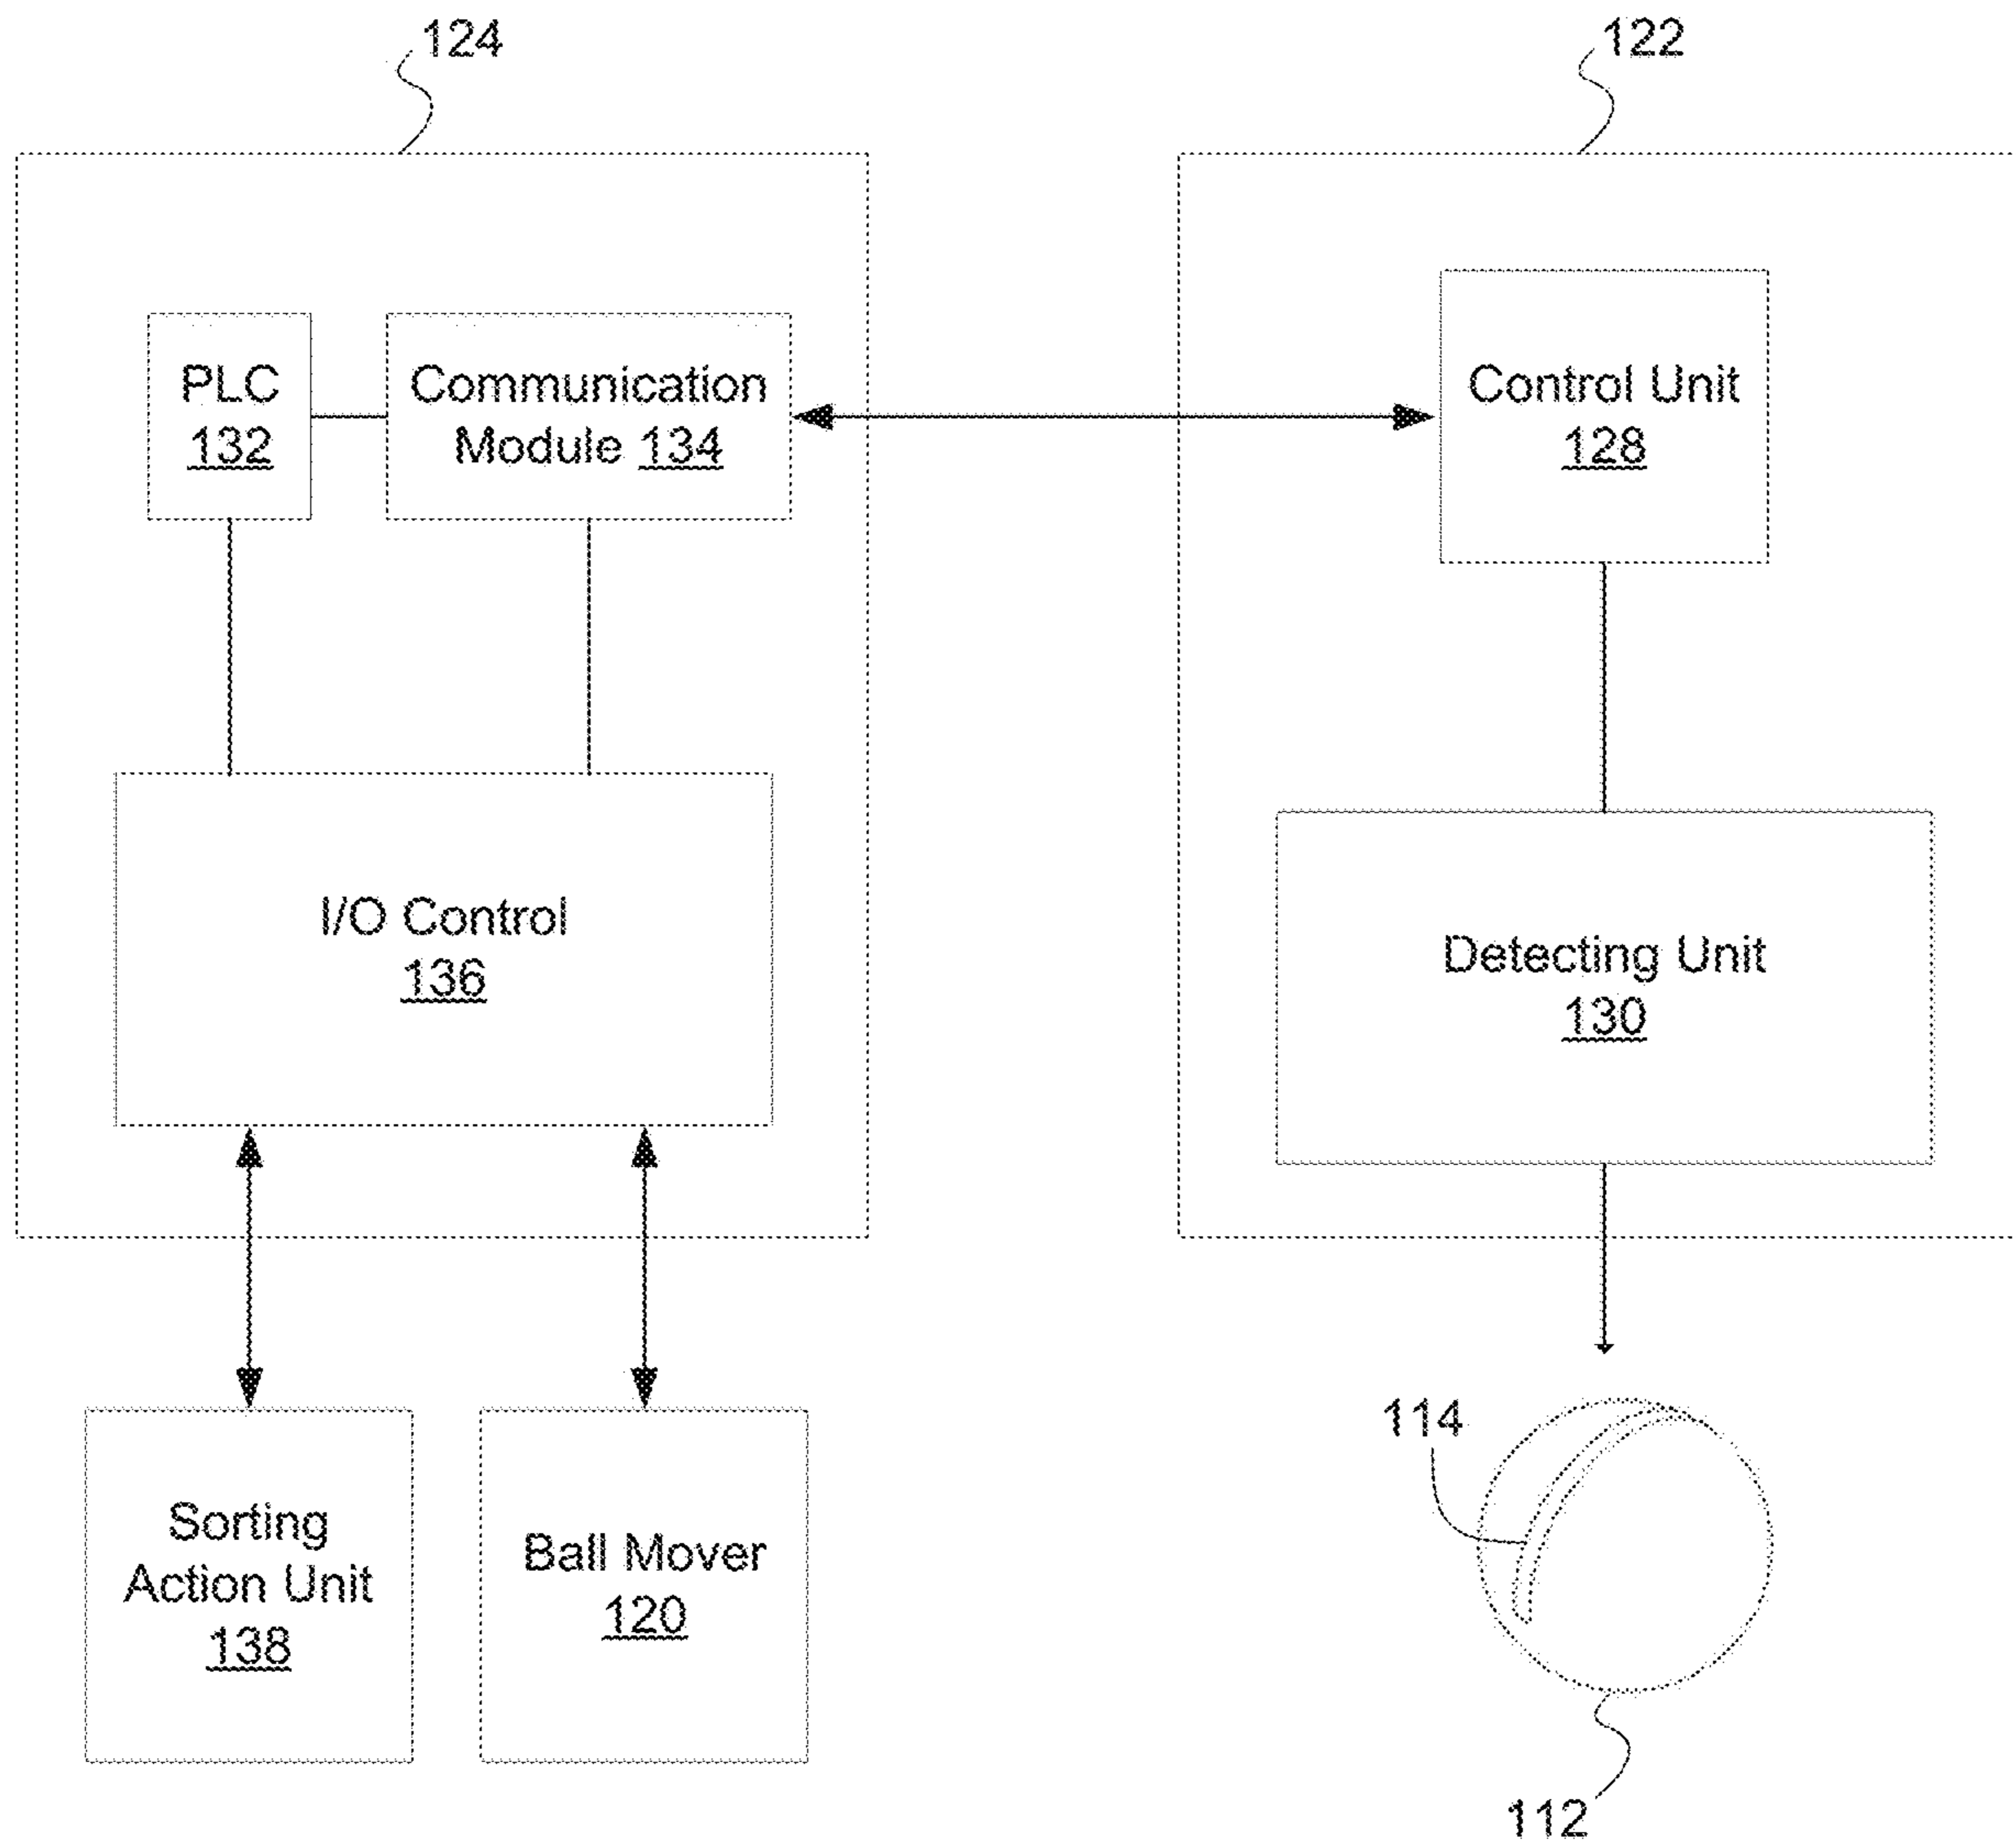 124
122
PLC
132
Communication
Module 134
Control Unit
128
I/O Control
136
Detecting Unit
130
114
Sorting
Action Unit
138
Ball Mover
120
112